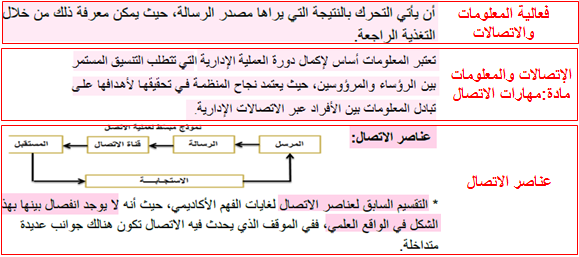 فعالية المعلومات
والاتصالات
أن يأتي التحرك بالنتيجة التي يراها مصدر الرسالة، حيث يمكن معرفة ذلك من خلال
التغذية الراجعة.
الإتصالات والمعلومات
مادة:مهارات الاتصال
تعتبر المعلومات أساس لإكمال دورة العملية الإدارية التي تتطلب التنسيق المستمر
بين الرؤساء والمرؤوسين، حيث يعتمد نجاح المنظمة في تحقيقها لأهدافها على
تبادل المعلومات بين الأفراد عبر الاتصالات الإدارية.
عناصر الاتصال
عناصر الاتصال:
نموذج مبسط لعملية الاتصال
المرسل
الرسالة
قناة الاتصال
المستقبل
الاستجابة
* التقسيم السابق لعناصر الاتصال لغايات الفهم الأكاديمي، حيث أنه لا يوجد انفصال بينها بهذا
الشكل في الواقع العلمي، ففي الموقف الذي يحدث فيه الاتصال تكون هنالك جوانب عديدة
متداخلة.